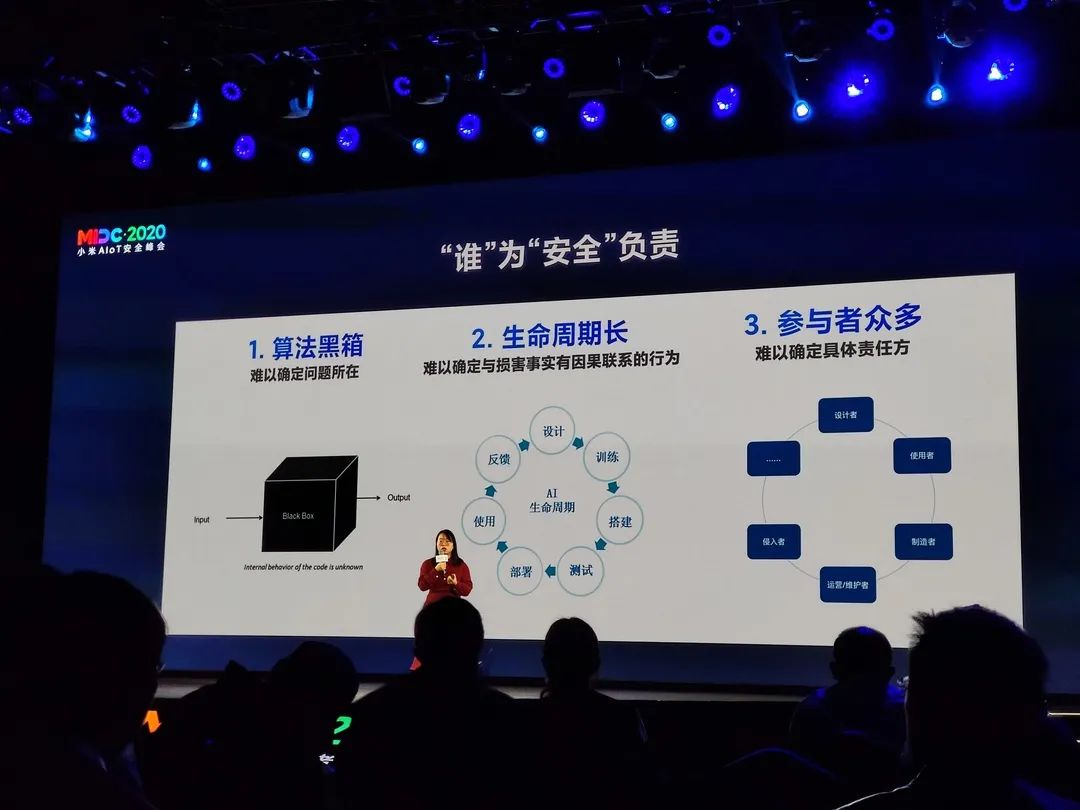 MIDC·2020
小米AIoT安全峰会
“谁”为“安全”负责
1. 算法黑箱
难以确定问题所在
Input
Black Box
Output
Internal behavior of the code is unknown
2. 生命周期长
难以确定与损害事实有因果联系的行为
设计
训练
搭建
测试
部署
使用
反馈
AI
生命周期
3. 参与者众多
难以确定具体责任方
设计者
使用者
制造者
运营/维护者
侵入者
......
?